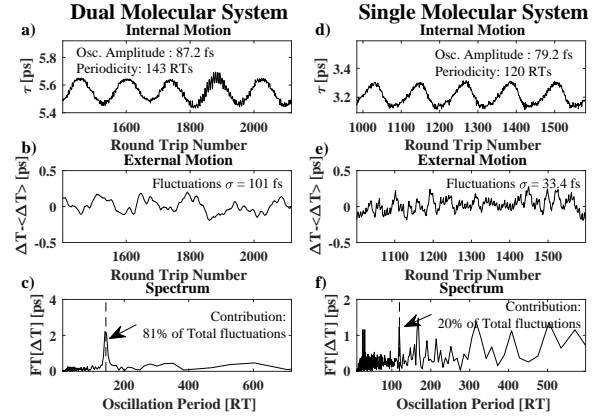 Dual Molecular System
Single Molecular System
a)
Internal Motion
Osc. Amplitude : 87.2 fs
Periodicity: 143 RTs
τ [ps]
5.8
5.6
5.4
1600
1800
2000
Round Trip Number
b)
External Motion
Fluctuations σ = 101 fs
ΔT-<ΔT> [ps]
0.5
0
-0.5
1600
1800
2000
Round Trip Number
c)
Spectrum
Contribution:
81% of Total fluctuations
FT[ΔT] [ps]
4
2
0
200
400
600
Oscillation Period [RT]
d)
Internal Motion
Osc. Amplitude : 79.2 fs
Periodicity: 120 RTs
τ [ps]
3.4
3.2
1000
1100
1200
1300
1400
1500
Round Trip Number
e)
External Motion
Fluctuations σ = 33.4 fs
ΔT-<ΔT> [ps]
0.5
0
-0.5
1100
1200
1300
1400
1500
Round Trip Number
f)
Spectrum
Contribution:
20% of Total fluctuations
FT[ΔT] [ps]
2
1
0
100
200
300
400
500
Oscillation Period [RT]